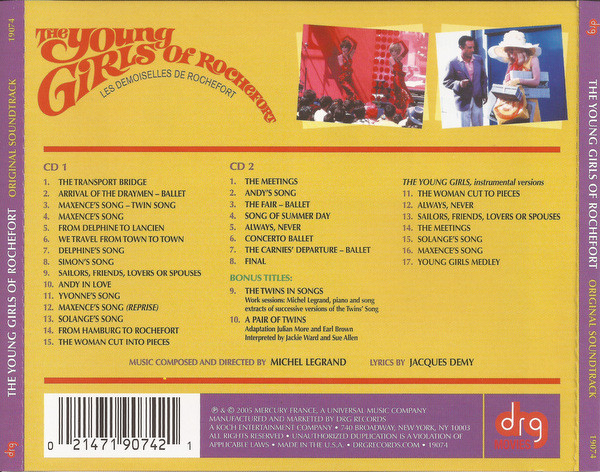 THE YOUNG GIRLS OF ROCHEFORT
LES DEMOISELLES DE ROCHEFORT
CD 1
1. THE TRANSPORT BRIDGE
2. ARRIVAL OF THE DRAYMEN – BALLET
3. MAXENCE'S SONG – TWIN SONG
4. MAXENCE'S SONG
5. FROM DELPHINE TO LANCIEN
6. WE TRAVEL FROM TOWN TO TOWN
7. DELPHINE'S SONG
8. SIMON'S SONG
9. SAILORS, FRIENDS, LOVERS OR SPOUSES
10. ANDY IN LOVE
11. YVONNE'S SONG
12. MAXENCE'S SONG (REPRISE)
13. SOLANGE'S SONG
14. FROM HAMBURG TO ROCHEFORT
15. THE WOMAN CUT INTO PIECES
CD 2
1. THE MEETINGS
2. ANDY'S SONG
3. THE FAIR – BALLET
4. SONG OF SUMMER DAY
5. ALWAYS, NEVER
6. CONCERTO BALLET
7. THE CARNIES' DEPARTURE – BALLET
8. FINAL
BONUS TITLES:
9. THE TWINS IN SONGS
Work sessions: Michel Legrand, piano and song
extracts of successive versions of the Twins' Song
10. A PAIR OF TWINS
Adaptation Julian More and Earl Brown
Interpreted by Jackie Ward and Sue Allen
THE YOUNG GIRLS, instrumental versions
11. THE WOMAN CUT TO PIECES
12. ALWAYS, NEVER
13. SAILORS, FRIENDS, LOVERS OR SPOUSES
14. THE MEETINGS
15. SOLANGE'S SONG
16. MAXENCE'S SONG
17. YOUNG GIRLS MEDLEY
MUSIC COMPOSED AND DIRECTED BY MICHEL LEGRAND LYRICS BY JACQUES DEMY
0 21471 90742 1
℗ & © 2005 MERCURY FRANCE, A UNIVERSAL MUSIC COMPANY
MANUFACTURED AND MARKETED BY DRG RECORDS
A KOCH ENTERTAINMENT COMPANY • 740 BROADWAY, NEW YORK, NY 10003
ALL RIGHTS RESERVED • UNAUTHORIZED DUPLICATION IS A VIOLATION OF
APPLICABLE LAWS • MADE IN THE U.S.A. • DRGRECORDS.COM • 19074
drg
THE YOUNG GIRLS OF ROCHEFORT ORIGINAL SOUNDTRACK 19074
drg
drg
THE YOUNG GIRLS OF ROCHEFORT ORIGINAL SOUNDTRACK 19074